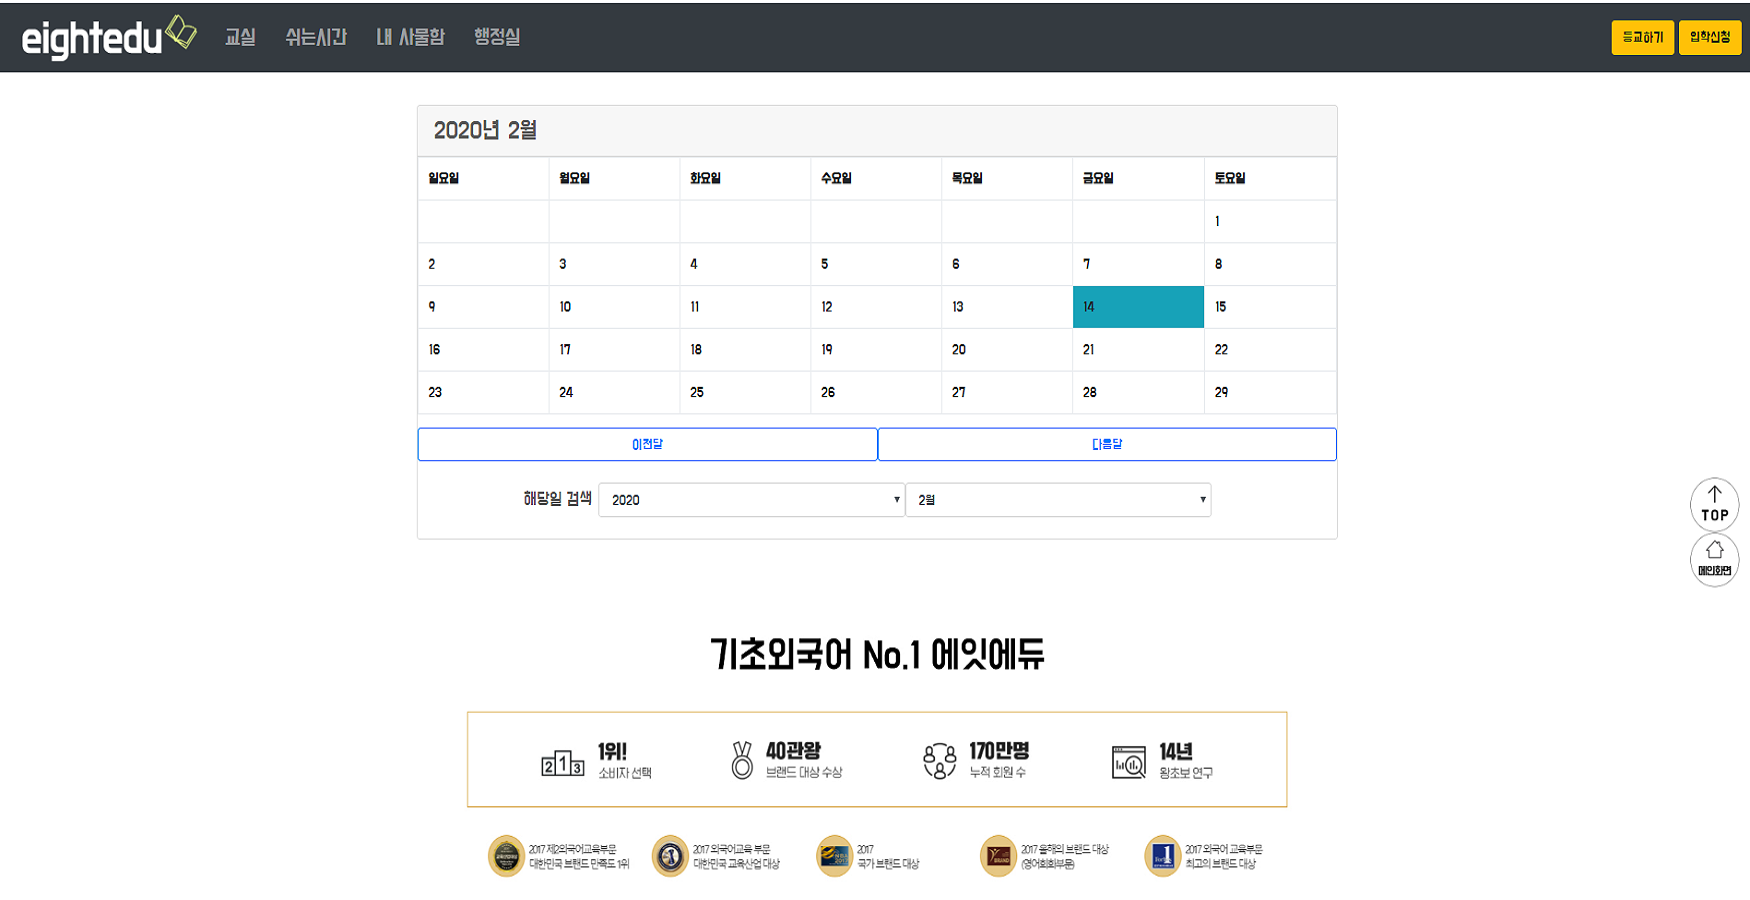 eightedu 교실 쉬는시간 내 사물함 행정실 등교하기 입학신청
2020년 2월
일요일 월요일 화요일 수요일 목요일 금요일 토요일
1
2 3 4 5 6 7 8
9 10 11 12 13 14 15
16 17 18 19 20 21 22
23 24 25 26 27 28 29
이전달 다음달
해당일 검색 2020 2월
TOP
메인화면
기초외국어 No.1 에잇에듀
1위! 40관왕 170만명 14년
소비자 선택 브랜드 대상 수상 누적 회원 수 왕초보 연구
2017 제2외국어교육부문 2017 외국어교육 부문 2017 2017 올해의 브랜드 대상 2017 외국어 교육부문
대한민국 브랜드 만족도 1위 대한민국 교육산업 대상 국가 브랜드 대상 (영어회화부문) 최고의 브랜드 대상